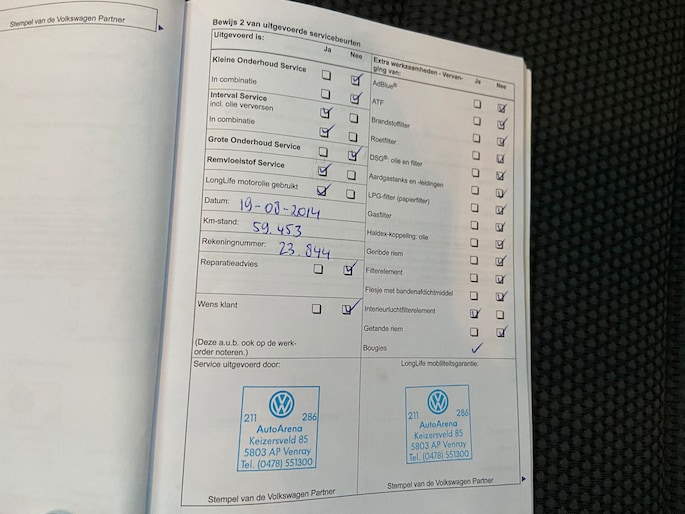 Stempel van de Volkswagen Partner
Bewijs 2 van uitgevoerde servicebeurten
Uitgevoerd is:
Ja
Nee
Kleine Onderhoud Service
In combinatie
Interval Service
incl. olie verversen
In combinatie
Grote Onderhoud Service
Remvloeistof Service
LongLife motorolie gebruikt
Datum: 19-08-2014
Km-stand: 59.453
Rekeningnummer: 23.844
Reparatieadvies
Wens klant
(Deze a.u.b. ook op de werk-
order noteren.)
Extra werkzaamheden - Verven-
ging van:
Ja
Nee
AdBlue®
ATF
Brandstoffilter
Roetfilter
DSG®: olie en filter
Aardgastanks en -leidingen
LPG-filter (papierfilter)
Gasfilter
Haldex-koppeling: olie
Geribde riem
Filterelement
Flesje met bandenafdichtmiddel
Interieurluchtfilterelement
Getande riem
Bougies
Service uitgevoerd door:
211 286
AutoArena
Keizersveld 85
5803 AP Venray
Tel. (0478) 551300
Stempel van de Volkswagen Partner
LongLife mobiliteitsgarantie:
211 286
AutoArena
Keizersveld 85
5803 AP Venray
Tel. (0478) 551300
Stempel van de Volkswagen Partner